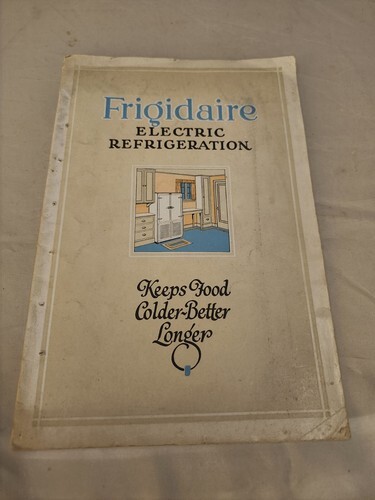 Frigidaire
ELECTRIC
REFRIGERATION
Keeps Food
Colder-Better
Longer